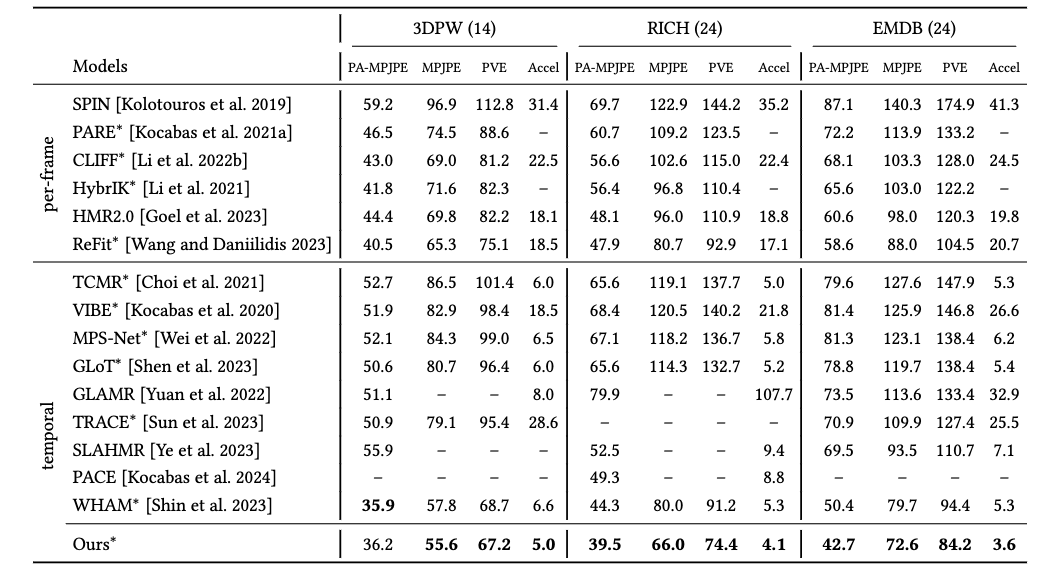 3DPW (14) RICH (24) EMDB (24)
Models PA-MPJPE MPJPE PVE Accel PA-MPJPE MPJPE PVE Accel PA-MPJPE MPJPE PVE Accel
per-frame
SPIN [Kolotouros et al. 2019] 59.2 96.9 112.8 31.4 69.7 122.9 144.2 35.2 87.1 140.3 174.9 41.3
PARE* [Kocabas et al. 2021a] 46.5 74.5 88.6 – 60.7 109.2 123.5 – 72.2 113.9 133.2 –
CLIFF* [Li et al. 2022b] 43.0 69.0 81.2 22.5 56.6 102.6 115.0 22.4 68.1 103.3 128.0 24.5
HybrIK* [Li et al. 2021] 41.8 71.6 82.3 – 56.4 96.8 110.4 – 65.6 103.0 122.2 –
HMR2.0 [Goel et al. 2023] 44.4 69.8 82.2 18.1 48.1 96.0 110.9 18.8 60.6 98.0 120.3 19.8
ReFit* [Wang and Daniilidis 2023] 40.5 65.3 75.1 18.5 47.9 80.7 92.9 17.1 58.6 88.0 104.5 20.7
temporal
TCMR* [Choi et al. 2021] 52.7 86.5 101.4 6.0 65.6 119.1 137.7 5.0 79.6 127.6 147.9 5.3
VIBE* [Kocabas et al. 2020] 51.9 82.9 98.4 18.5 68.4 120.5 140.2 21.8 81.4 125.9 146.8 26.6
MPS-Net* [Wei et al. 2022] 52.1 84.3 99.0 6.5 67.1 118.2 136.7 5.8 81.3 123.1 138.4 6.2
GLoT* [Shen et al. 2023] 50.6 80.7 96.4 6.0 65.6 114.3 132.7 5.2 78.8 119.7 138.4 5.4
GLAMR [Yuan et al. 2022] 51.1 – – 8.0 79.9 – – 107.7 73.5 113.6 133.4 32.9
TRACE* [Sun et al. 2023] 50.9 79.1 95.4 28.6 – – – – 70.9 109.9 127.4 25.5
SLAHMR [Ye et al. 2023] 55.9 – – – 52.5 – – 9.4 69.5 93.5 110.7 7.1
PACE [Kocabas et al. 2024] – – – – 49.3 – – 8.8 – – – –
WHAM* [Shin et al. 2023] 35.9 57.8 68.7 6.6 44.3 80.0 91.2 5.3 50.4 79.7 94.4 5.3
Ours* 36.2 55.6 67.2 5.0 39.5 66.0 74.4 4.1 42.7 72.6 84.2 3.6